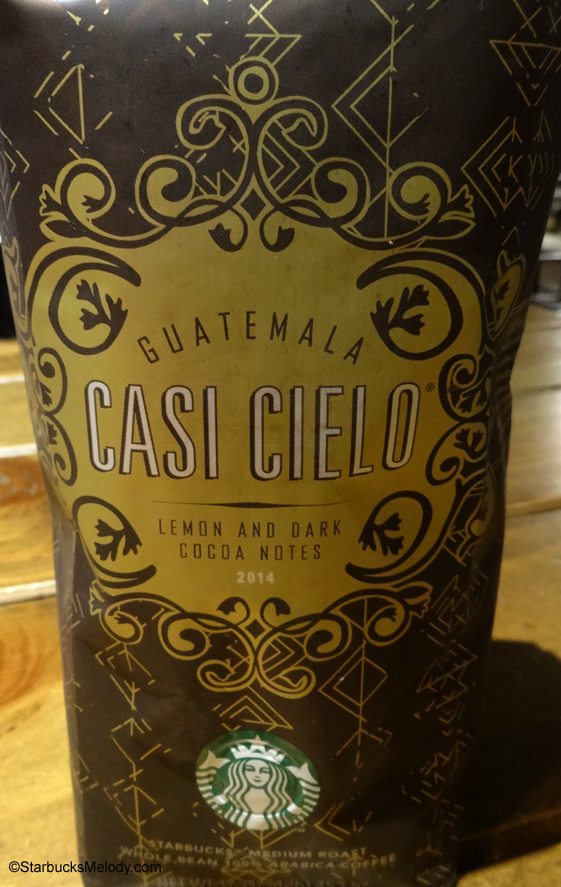 GUATEMALA
CASI CIELO®
LEMON AND DARK
COCOA NOTES
2014
STARBUCKS® MEDIUM ROAST
WHOLE BEAN 100% ARABICA COFFEE
NET
©StarbucksMelody.com